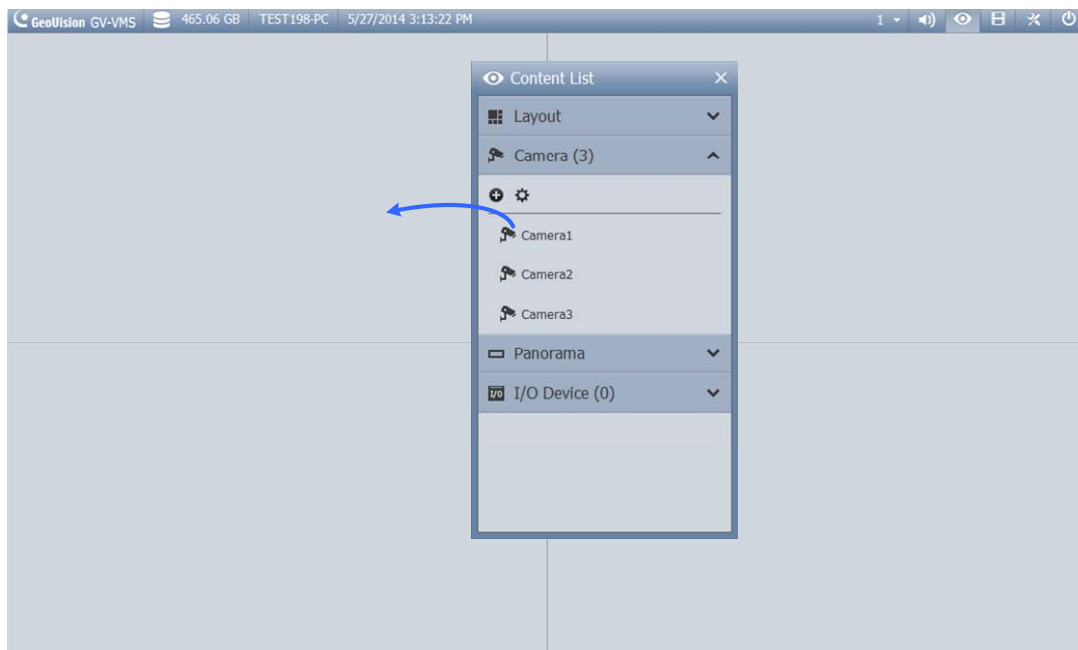 GeoVision GV-VMS 465.06 GB TEST198-PC 5/27/2014 3:13:22 PM 1
Content List
Layout
Camera (3)
Camera1
Camera2
Camera3
Panorama
I/O I/O Device (0)